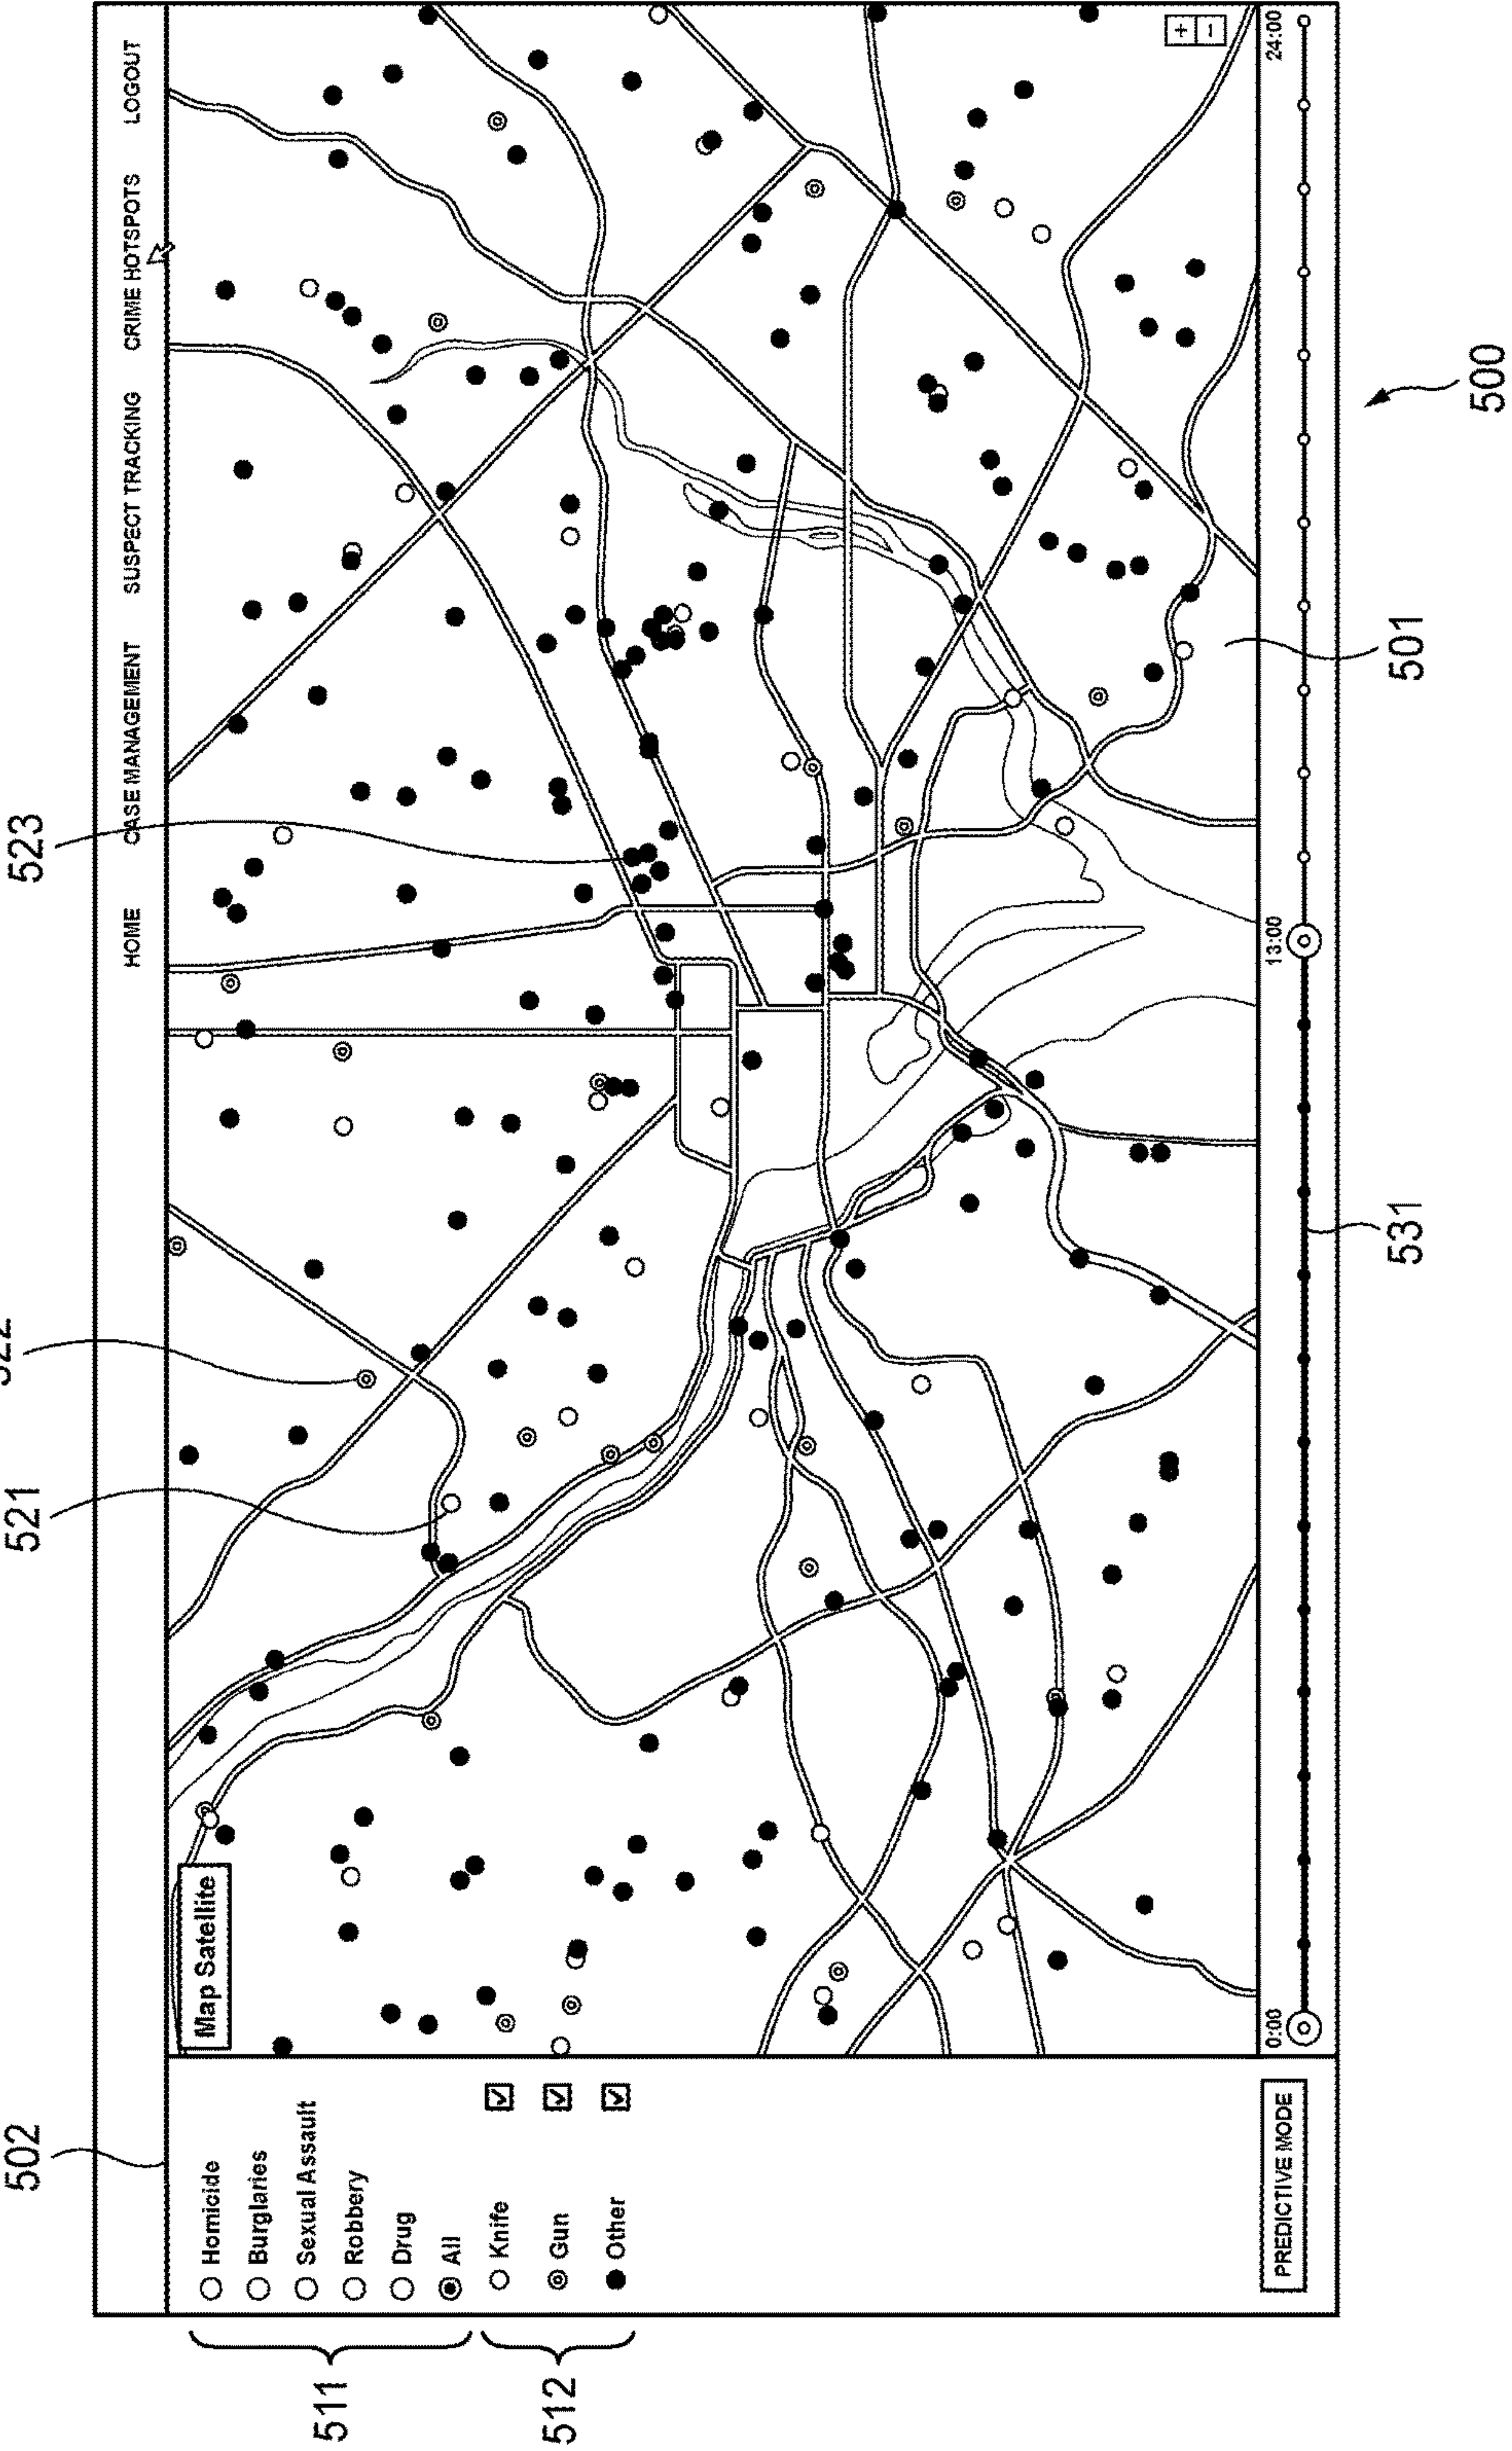 HOME CASE MANAGEMENT SUSPECT TRACKING CRIME HOTSPOTS LOGOUT
502
521
523
511
Homicide
Burglaries
Sexual Assault
Robbery
Drug
All
512
Knife
Gun
Other
Map Satellite
+
−
PREDICTIVE MODE
0:00
13:00
24:00
531
501
500